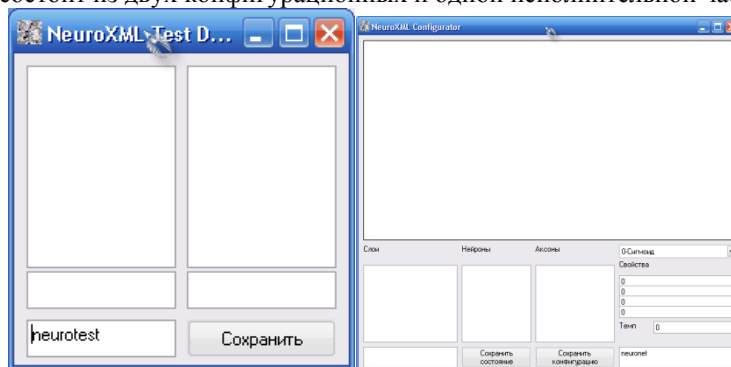 состоит из двух конфигурационных и одной исполнительной ча
NeuroXML Test D...
neurotest
Сохранить
NeuroXML Configurator
Слои Нейроны Аксоны
0-Сигмоид
Свойства
0
0
0
0
Темп 0
Сохранить состояние
Сохранить конфигурацию
neuronet